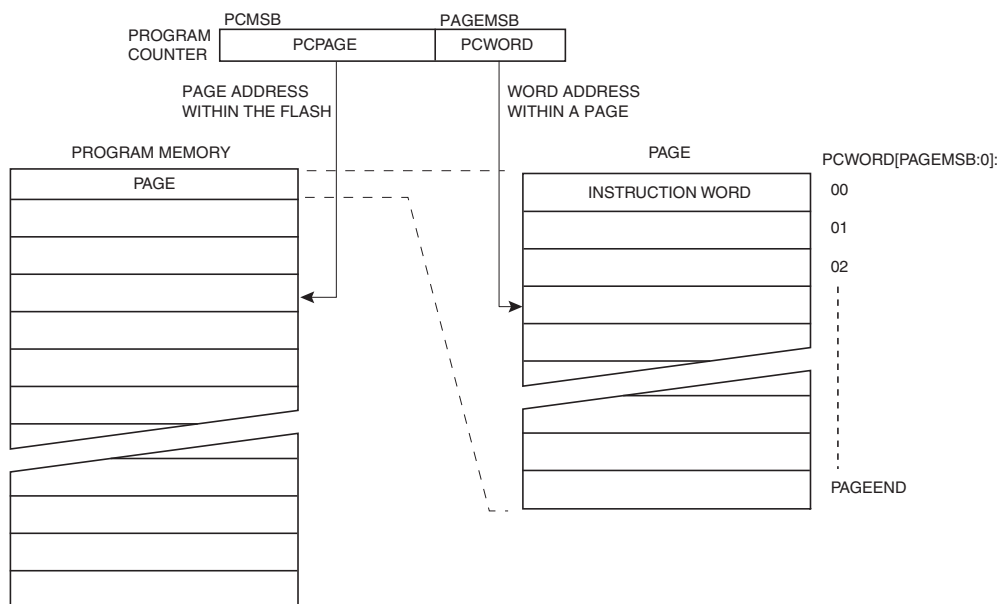 PCMSB
PAGEMSB
PROGRAM
COUNTER
PCPAGE
PCWORD
PAGE ADDRESS
WITHIN THE FLASH
WORD ADDRESS
WITHIN A PAGE
PROGRAM MEMORY
PAGE
PAGE
PCWORD[PAGEMSB:0]:
INSTRUCTION WORD
00
01
02
PAGEEND